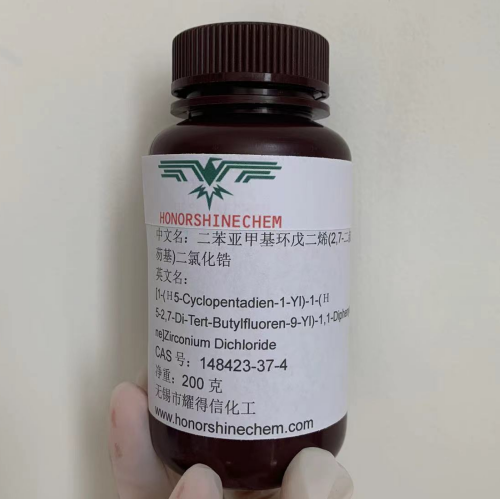 HONORSHINECHEM
中文名：二苯亚甲基环戊二烯(2,7-二
芴基)二氯化锆
英文名：
[1-(H5-Cyclopentadien-1-Yl)-1-(H
5-2,7-Di-Tert-Butylfluoren-9-Yl)-1,1-Diphen
ne]Zirconium Dichloride
CAS 号：148423-37-4
净重：200 克
无锡市耀得信化工
www.honorshinechem.com